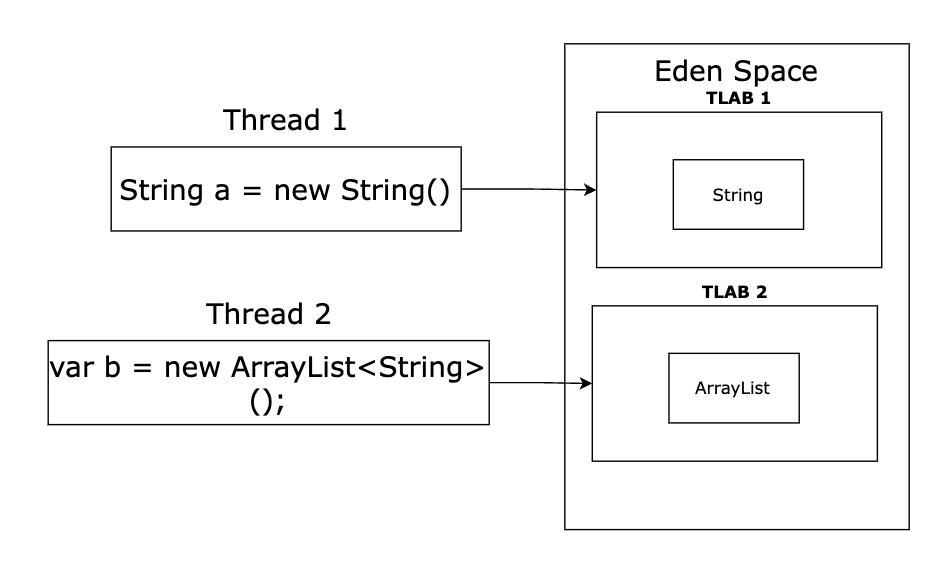 Eden Space
TLAB 1
Thread 1
String a = new String()
String
TLAB 2
Thread 2
var b = new ArrayList<String>
();
ArrayList